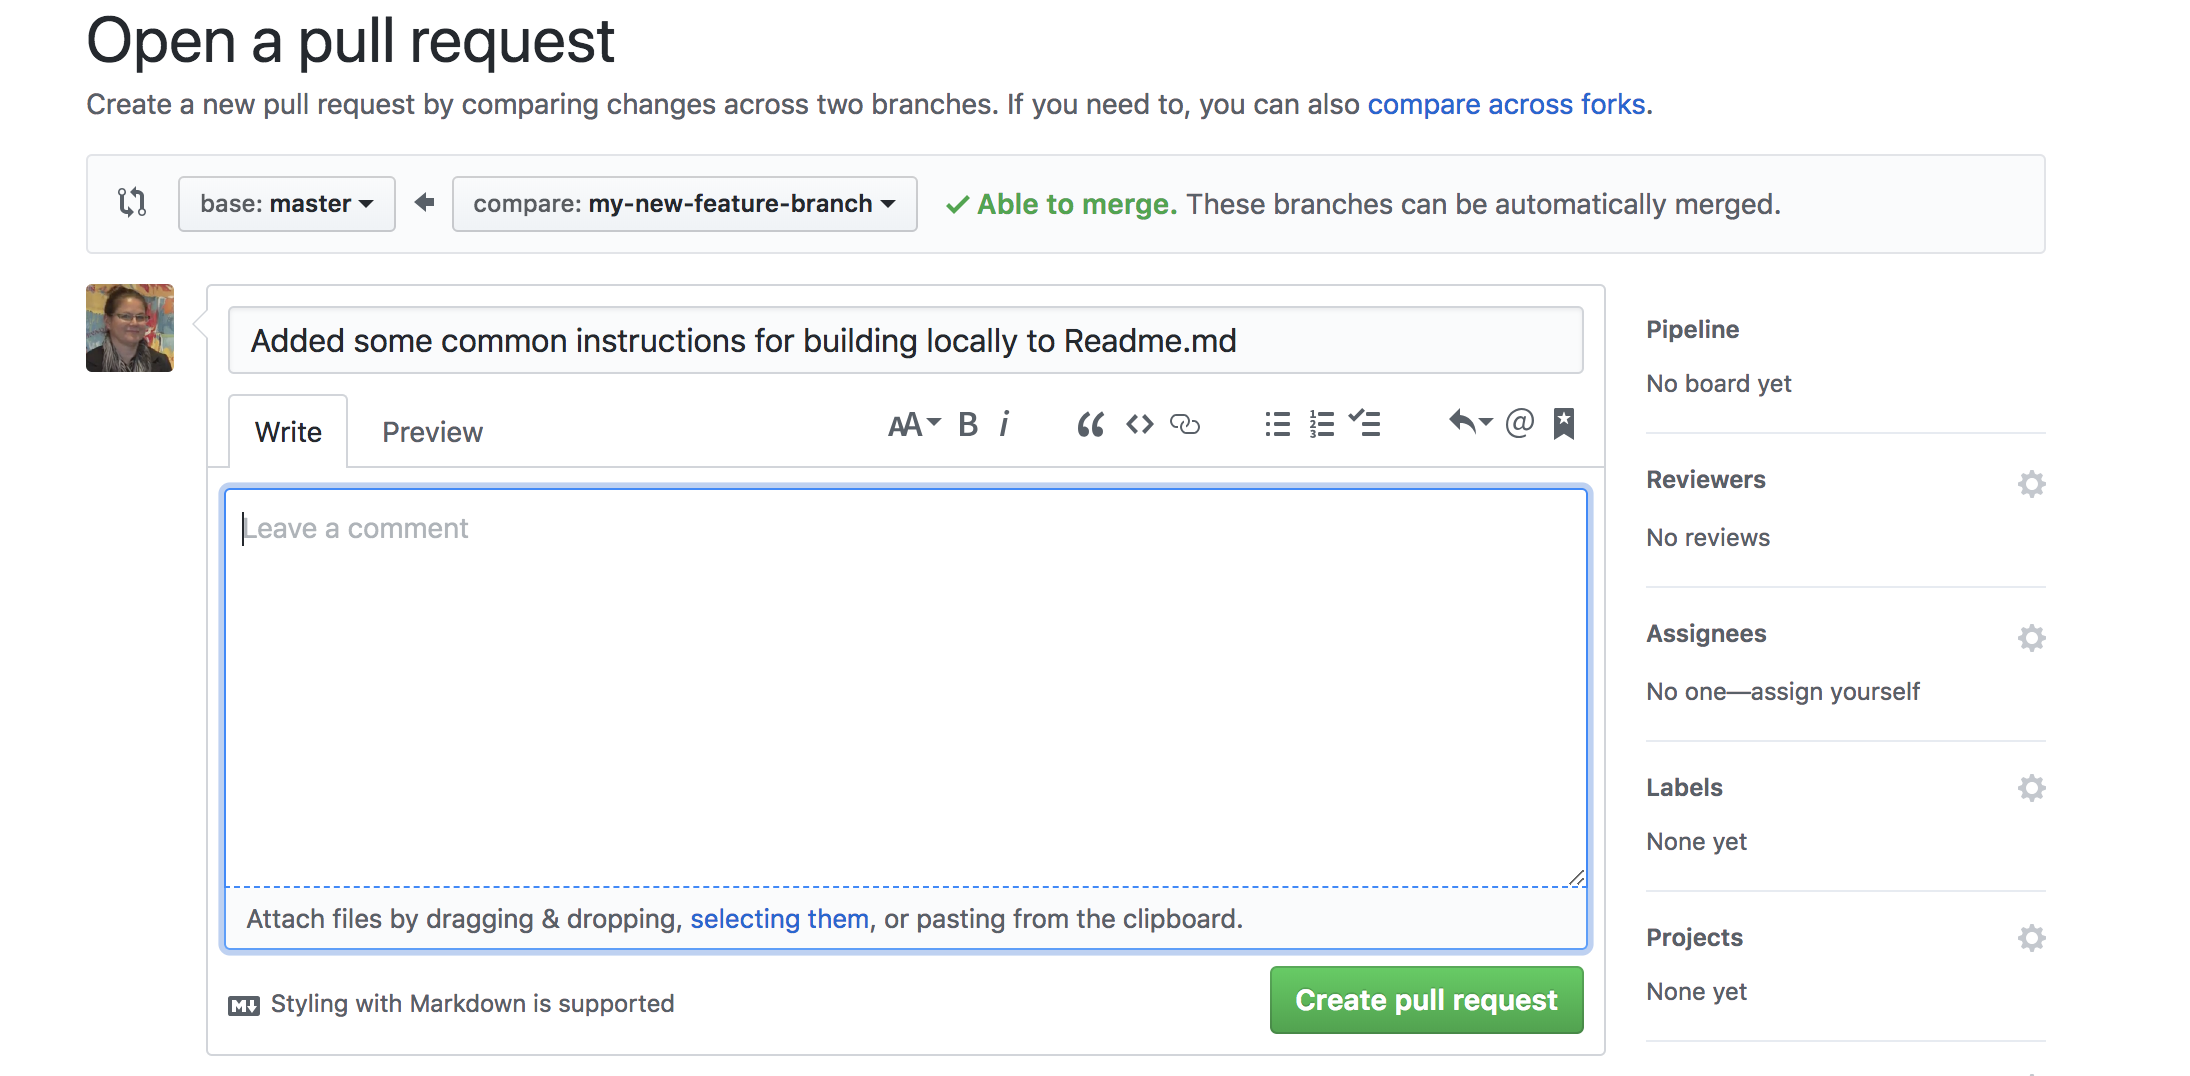 Open a pull request
Create a new pull request by comparing changes across two branches. If you need to, you can also compare across forks.
base: master
compare: my-new-feature-branch
Able to merge. These branches can be automatically merged.
Added some common instructions for building locally to Readme.md
Write
Preview
AA B i
1 2 3
@
Leave a comment
Attach files by dragging & dropping, selecting them, or pasting from the clipboard.
M Styling with Markdown is supported
Create pull request
Pipeline
No board yet
Reviewers
No reviews
Assignees
No one—assign yourself
Labels
None yet
Projects
None yet